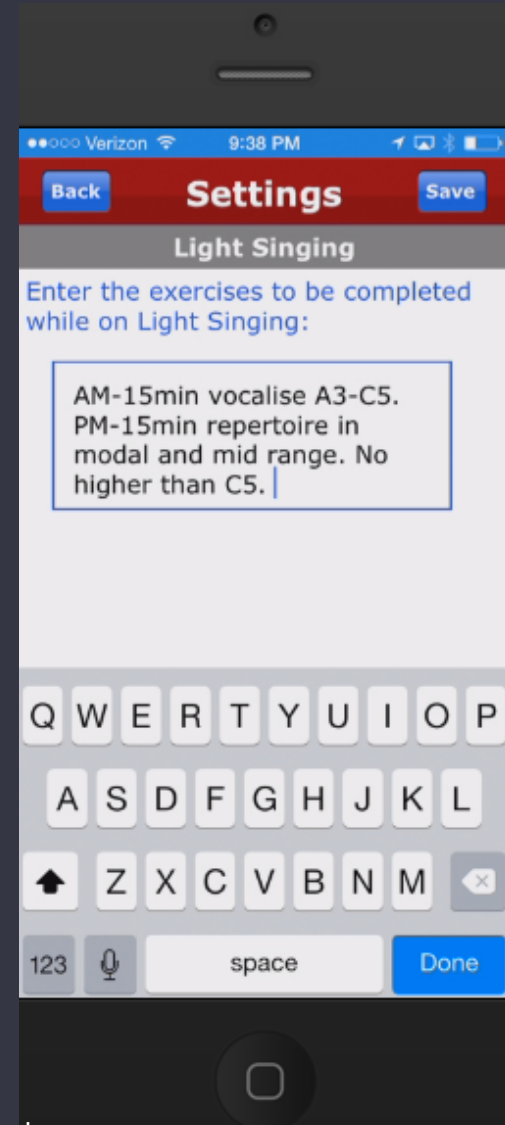 Verizon 9:38 PM
Back Settings Save
Light Singing
Enter the exercises to be completed
while on Light Singing:
AM-15min vocalise A3-C5.
PM-15min repertoire in
modal and mid range. No
higher than C5.
Q W E R T Y U I O P
A S D F G H J K L
Z X C V B N M
123 space Done